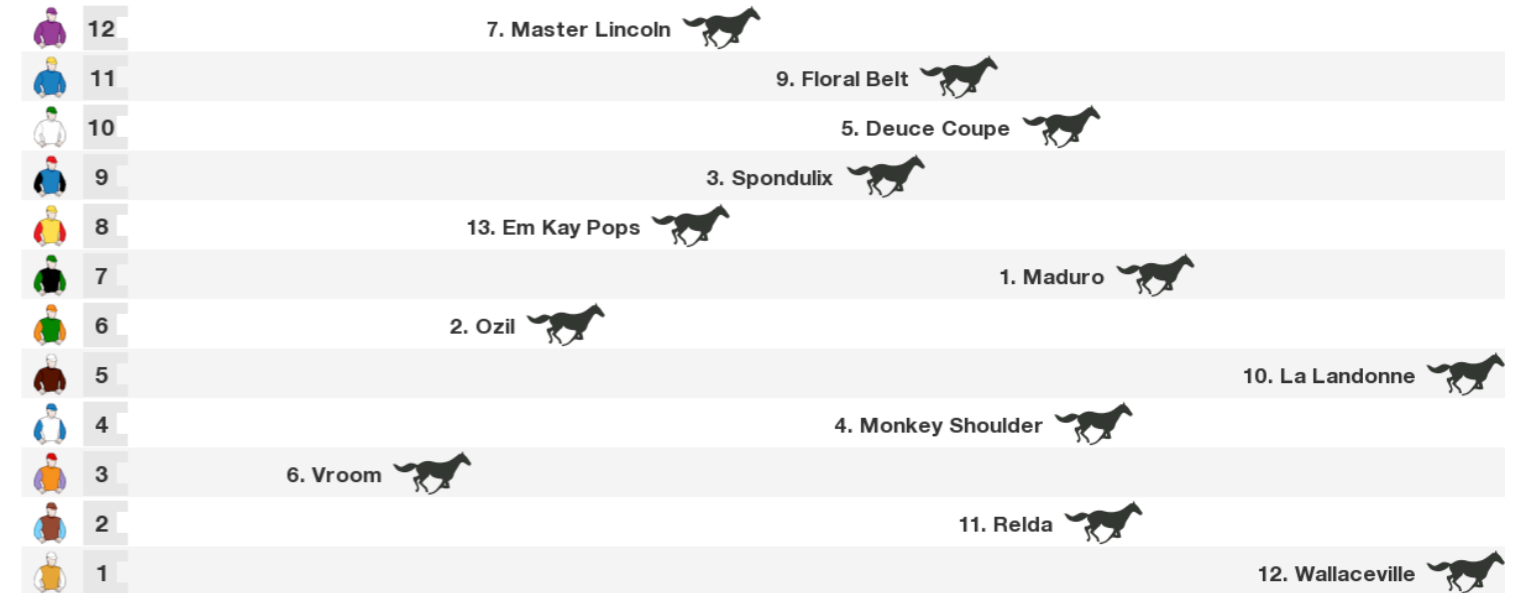 12 7. Master Lincoln
11 9. Floral Belt
10 5. Deuce Coupe
9 3. Spondulix
8 13. Em Kay Pops
7 1. Maduro
6 2. Ozil
5 10. La Landonne
4 4. Monkey Shoulder
3 6. Vroom
2 11. Relda
1 12. Wallaceville